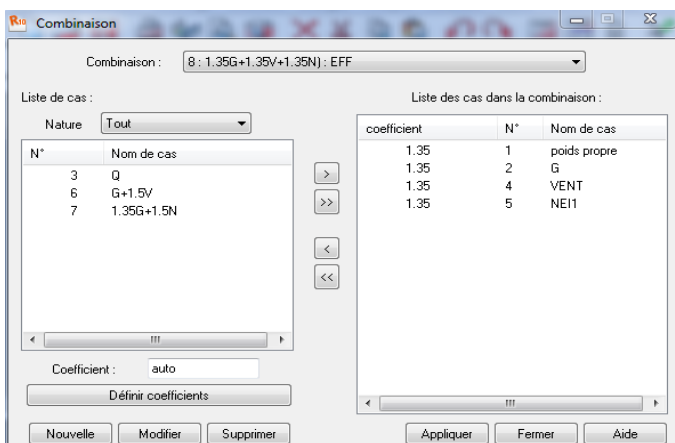 R10 Combinaison
Combinaison : 8 : 1.35G+1.35V+1.35N) : EFF
Liste de cas :
Nature Tout
N° Nom de cas
3 Q
6 G+1.5V
7 1.35G+1.5N
Coefficient : auto
Définir coefficients
Nouvelle Modifier Supprimer
>
>>
<
<<
Liste des cas dans la combinaison :
coefficient N° Nom de cas
1.35 1 poids propre
1.35 2 G
1.35 4 VENT
1.35 5 NEI1
Appliquer Fermer Aide